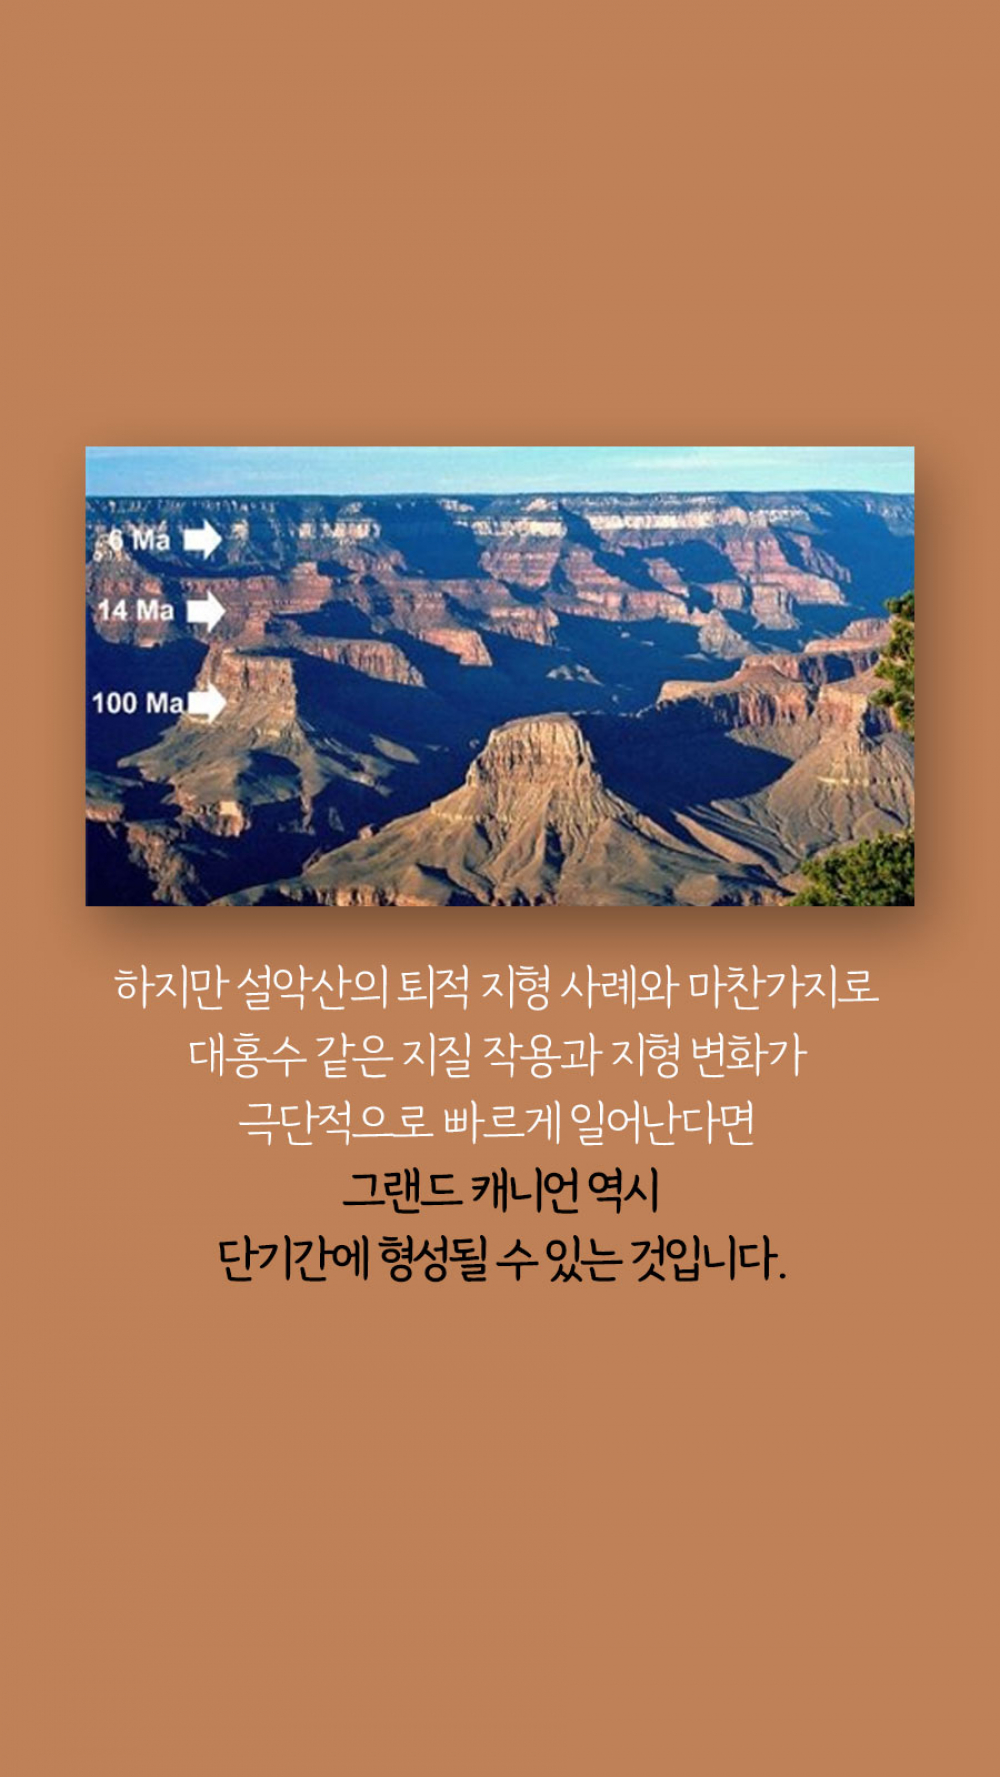 6 Ma
14 Ma
100 Ma
하지만 설악산의 퇴적 지형 사례와 마찬가지로
대홍수 같은 지질 작용과 지형 변화가
극단적으로 빠르게 일어난다면
그랜드 캐니언 역시
단기간에 형성될 수 있는 것입니다.